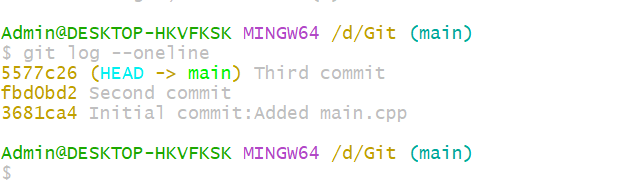 Admin@DESKTOP-HKVFKSK MINGW64 /d/Git (main)
$ git log --oneline
5577c26 (HEAD -> main) Third commit
fbd0bd2 Second commit
3681ca4 Initial commit:Added main.cpp
Admin@DESKTOP-HKVFKSK MINGW64 /d/Git (main)
$